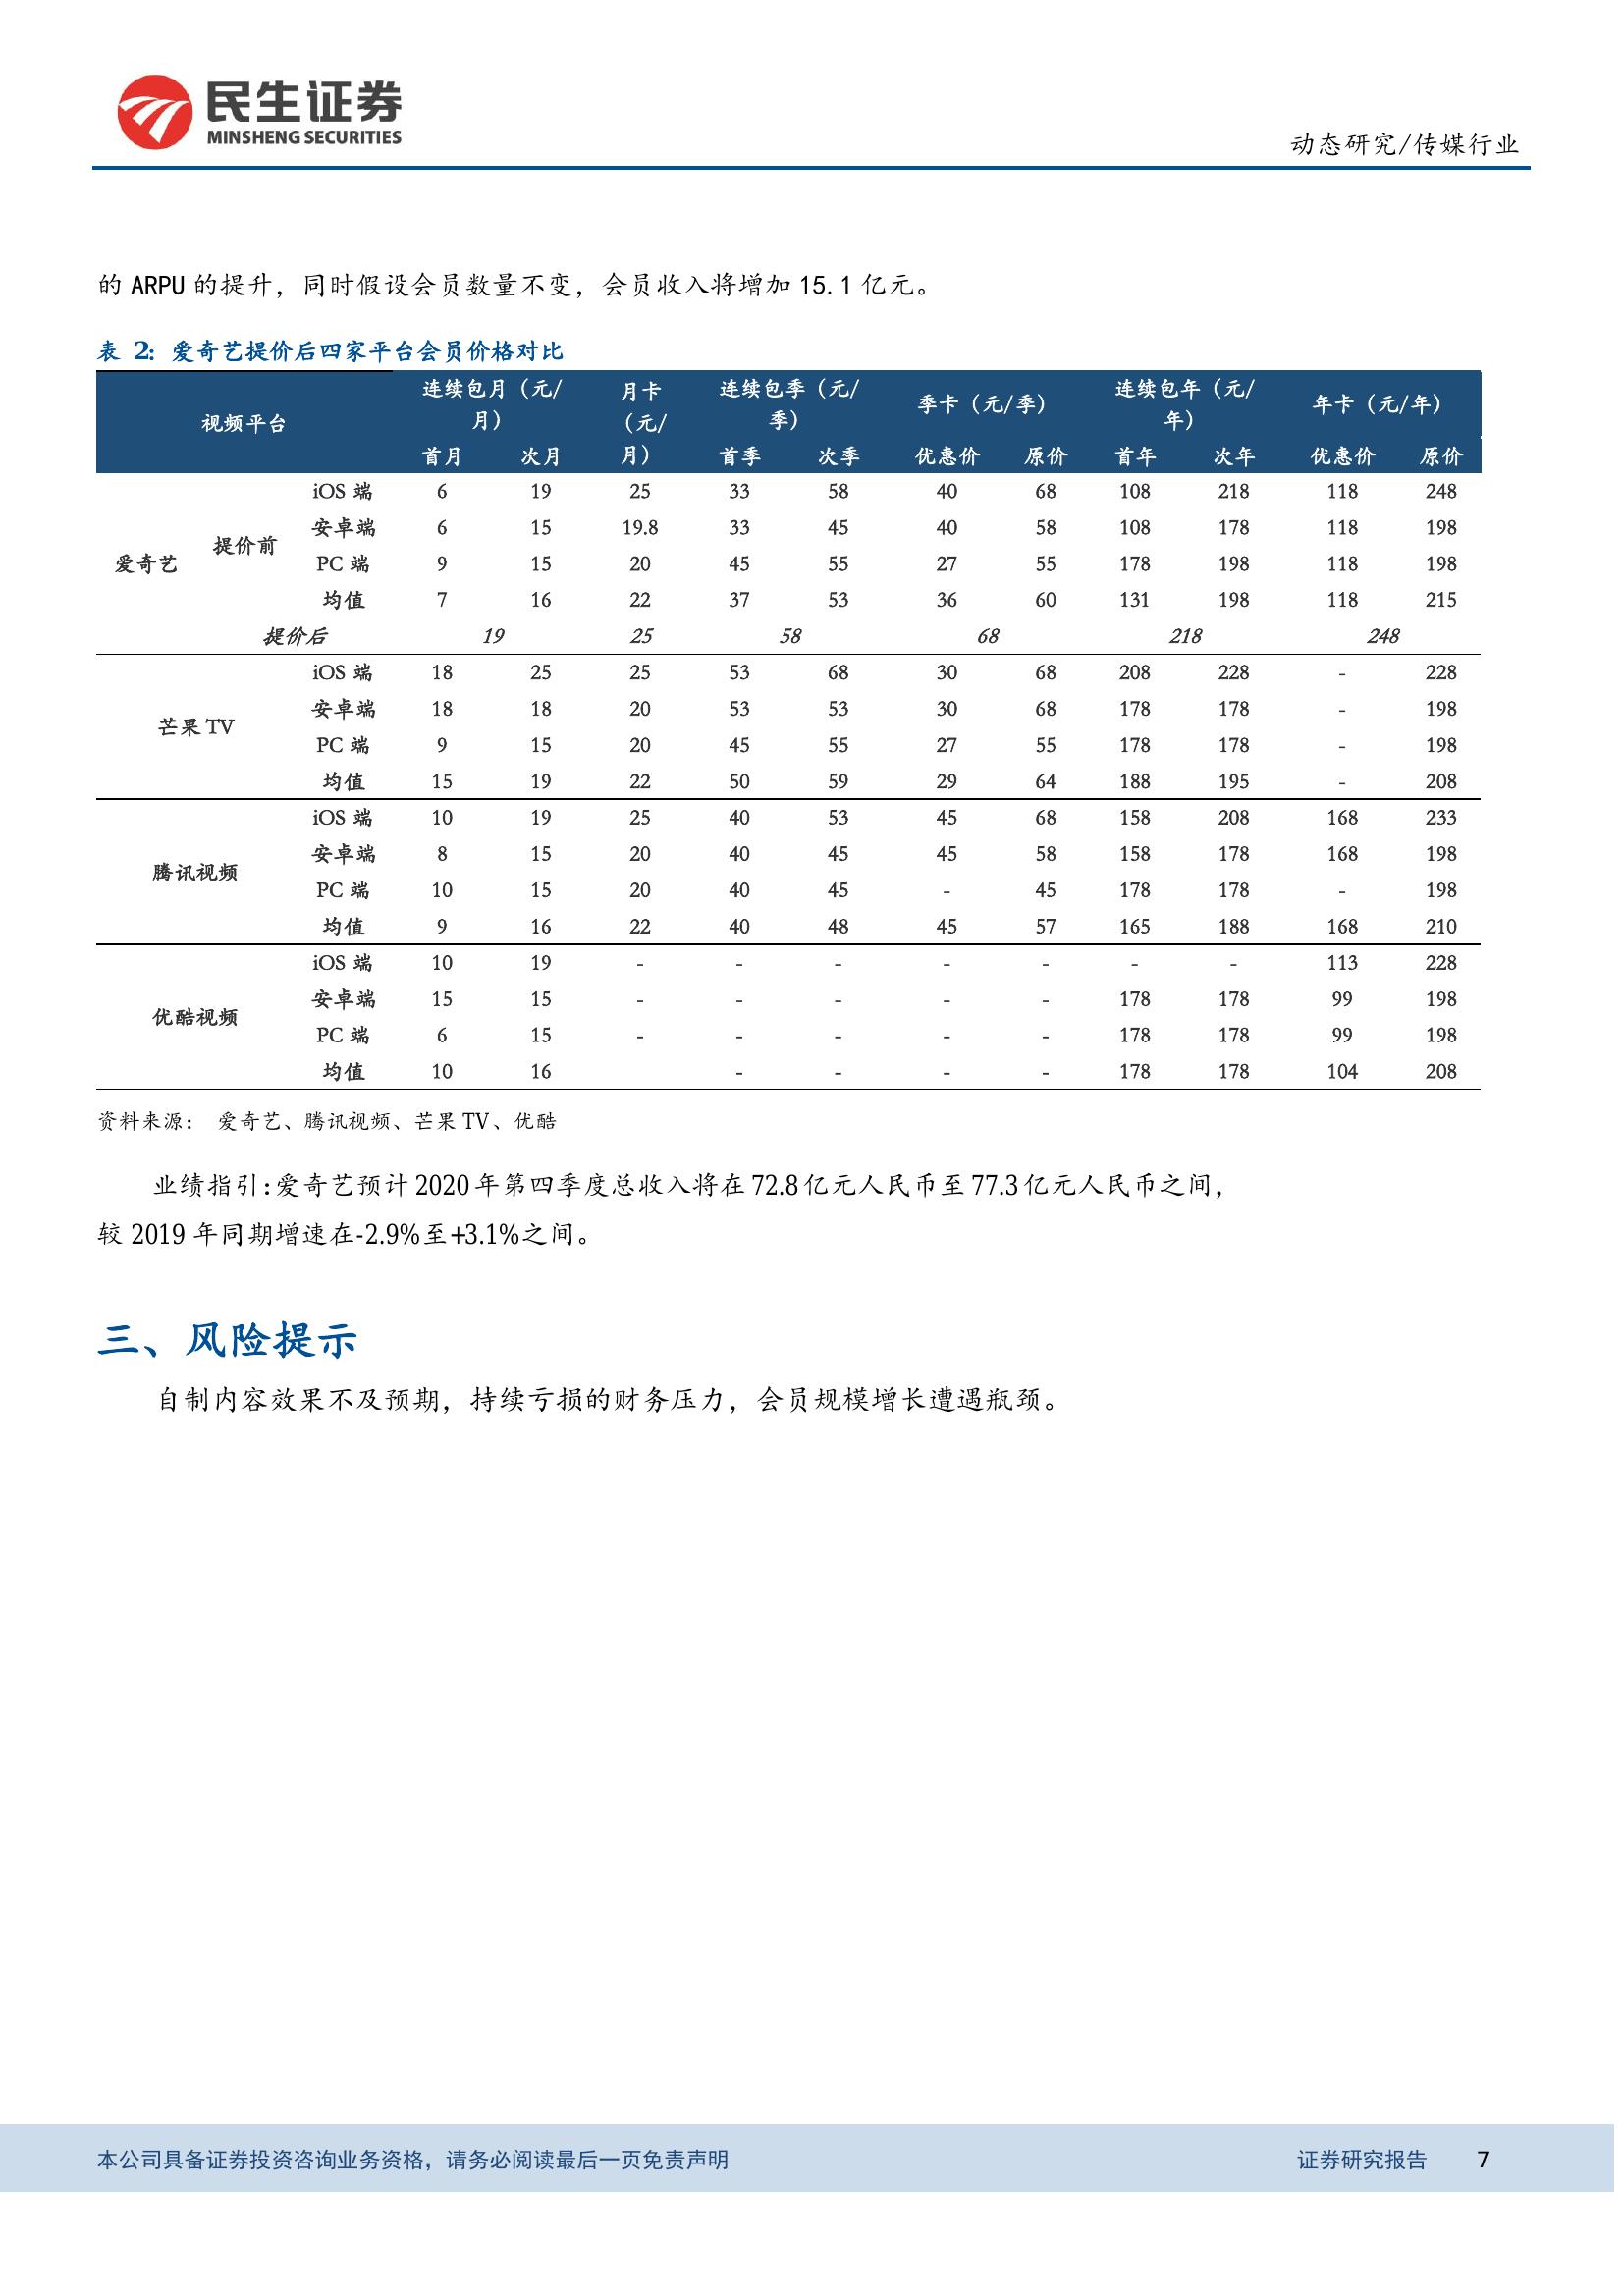 民生证券
MINSHENG SECURITIES
动态研究/传媒行业
的 ARPU 的提升，同时假设会员数量不变，会员收入将增加 15.1 亿元。
表 2：爱奇艺提价后四家平台会员价格对比
视频平台 连续包月（元/月） 月卡（元/月） 连续包季（元/季） 季卡（元/季） 连续包年（元/年） 年卡（元/年）
首月 次月 首季 次季 优惠价 原价 首年 次年 优惠价 原价
爱奇艺 提价前 iOS 端 6 19 25 33 58 40 68 108 218 118 248
安卓端 6 15 19.8 33 45 40 58 108 178 118 198
PC 端 9 15 20 45 55 27 55 178 198 118 198
均值 7 16 22 37 53 36 60 131 198 118 215
提价后 19 25 58 68 218 248
芒果 TV iOS 端 18 25 25 53 68 30 68 208 228 - 228
安卓端 18 18 20 53 53 30 68 178 178 - 198
PC 端 9 15 20 45 55 27 55 178 178 - 198
均值 15 19 22 50 59 29 64 188 195 - 208
腾讯视频 iOS 端 10 19 25 40 53 45 68 158 208 168 233
安卓端 8 15 20 40 45 45 58 158 178 168 198
PC 端 10 15 20 40 45 - 45 178 178 - 198
均值 9 16 22 40 48 45 57 165 188 168 210
优酷视频 iOS 端 10 19 - - - - - - - 113 228
安卓端 15 15 - - - - - 178 178 99 198
PC 端 6 15 - - - - - 178 178 99 198
均值 10 16 - - - - 178 178 104 208
资料来源： 爱奇艺、腾讯视频、芒果 TV、优酷
业绩指引：爱奇艺预计 2020 年第四季度总收入将在 72.8 亿元人民币至 77.3 亿元人民币之间，
较 2019 年同期增速在-2.9%至+3.1%之间。
三、风险提示
自制内容效果不及预期，持续亏损的财务压力，会员规模增长遭遇瓶颈。
本公司具备证券投资咨询业务资格，请务必阅读最后一页免责声明 证券研究报告 7